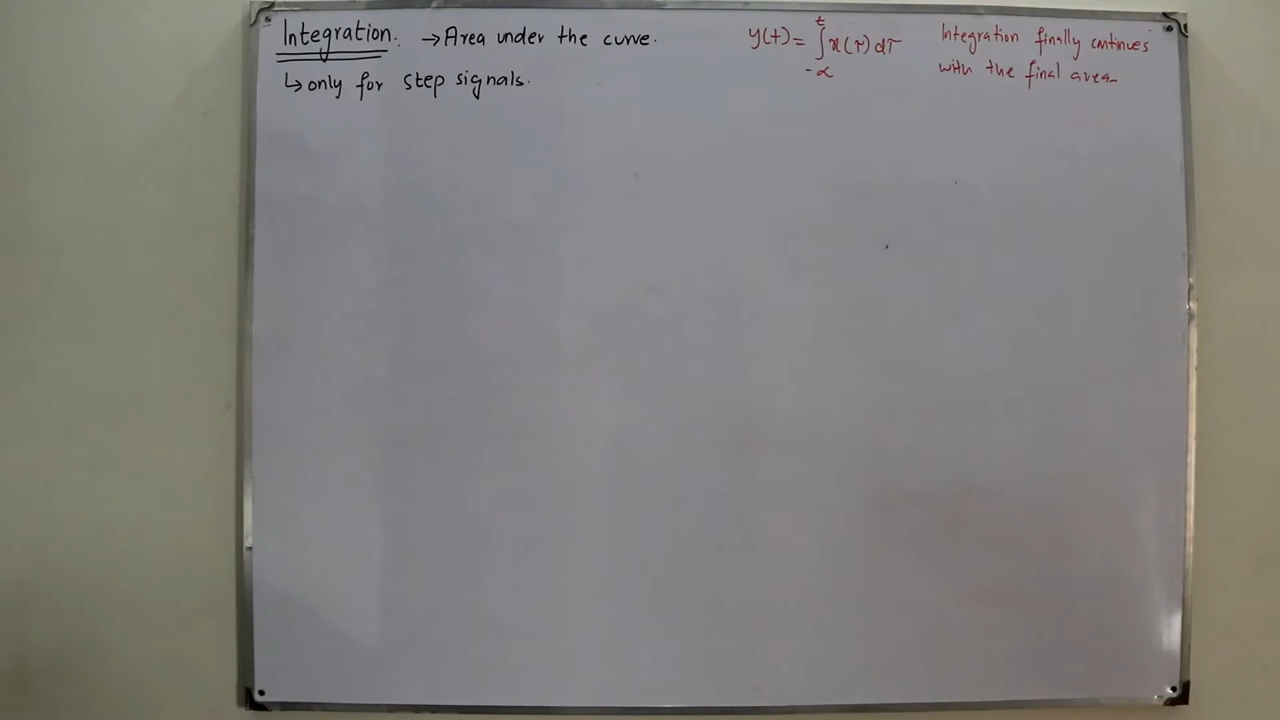 Integration. → Area under the curve.
↳ only for step signals.
y(t) = ∫_{-∞}^{t} x(τ) dτ
Integration finally continues
with the final area